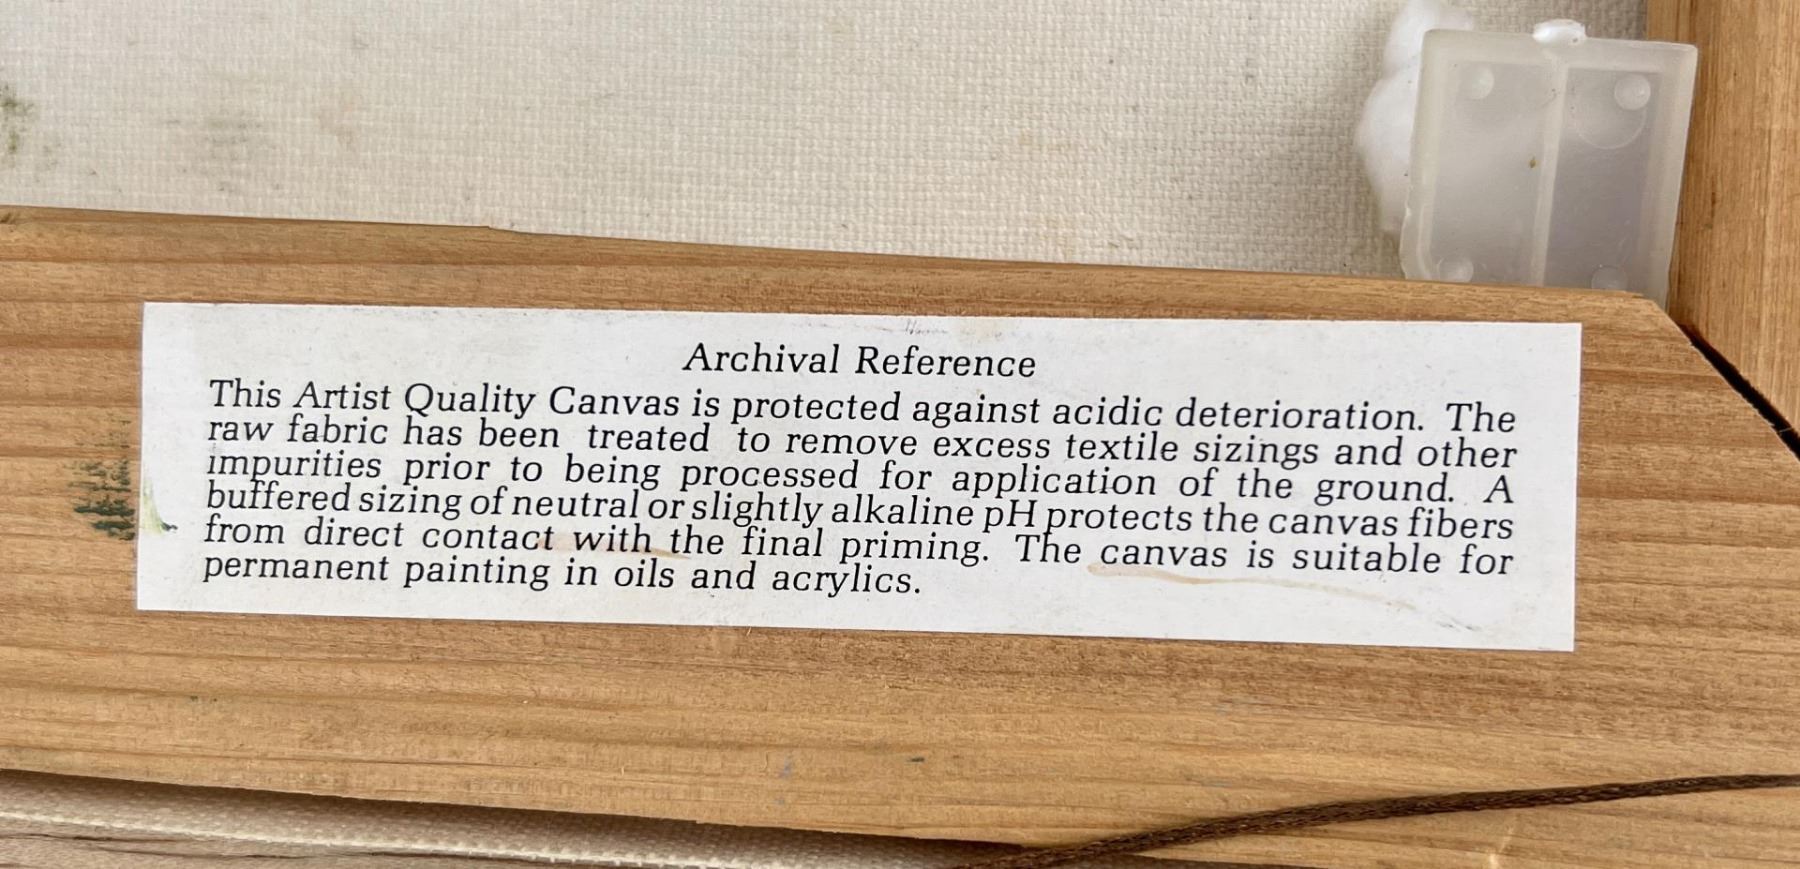 Archival Reference
This Artist Quality Canvas is protected against acidic deterioration. The
raw fabric has been treated to remove excess textile sizings and other
impurities prior to being processed for application of the ground. A
buffered sizing of neutral or slightly alkaline pH protects the canvas fibers
from direct contact with the final priming. The canvas is suitable for
permanent painting in oils and acrylics.